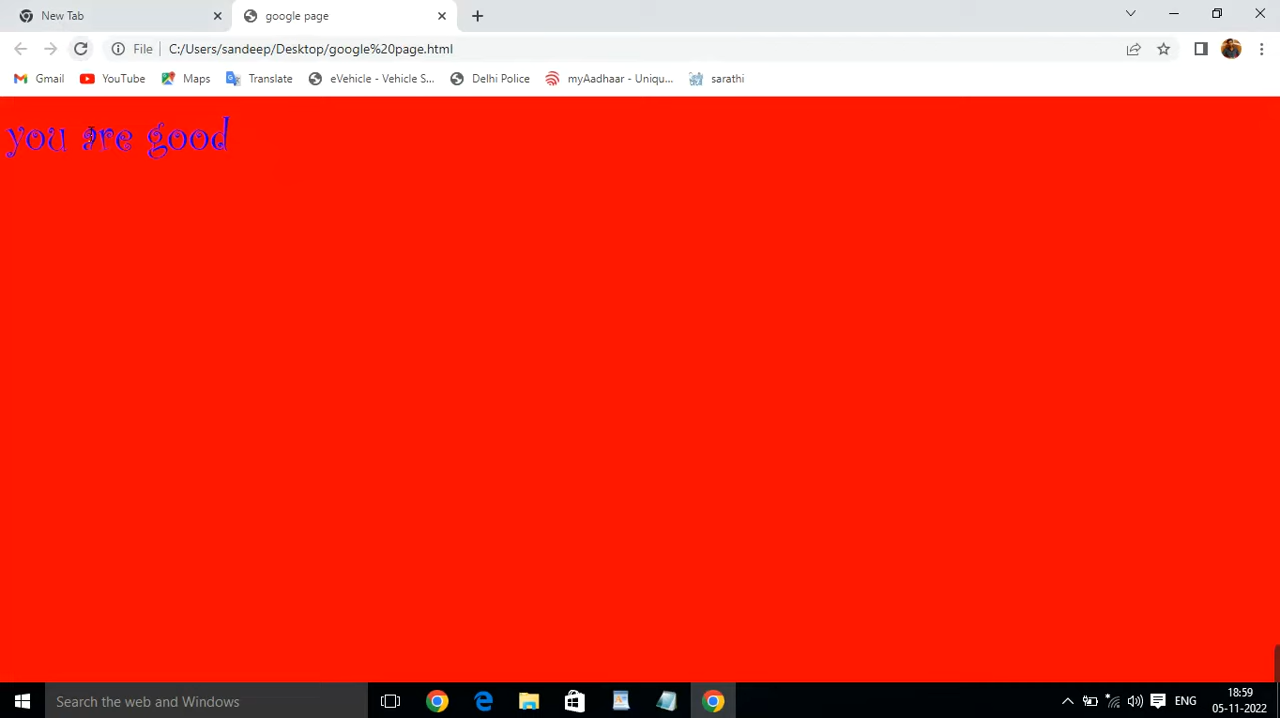 New Tab
google page
File
C:/Users/sandeep/Desktop/google%20page.html
Gmail
YouTube
Maps
Translate
eVehicle - Vehicle S...
Delhi Police
myAadhaar - Uniqu...
sarathi
you are good
Search the web and Windows
ENG
18:59
05-11-2022